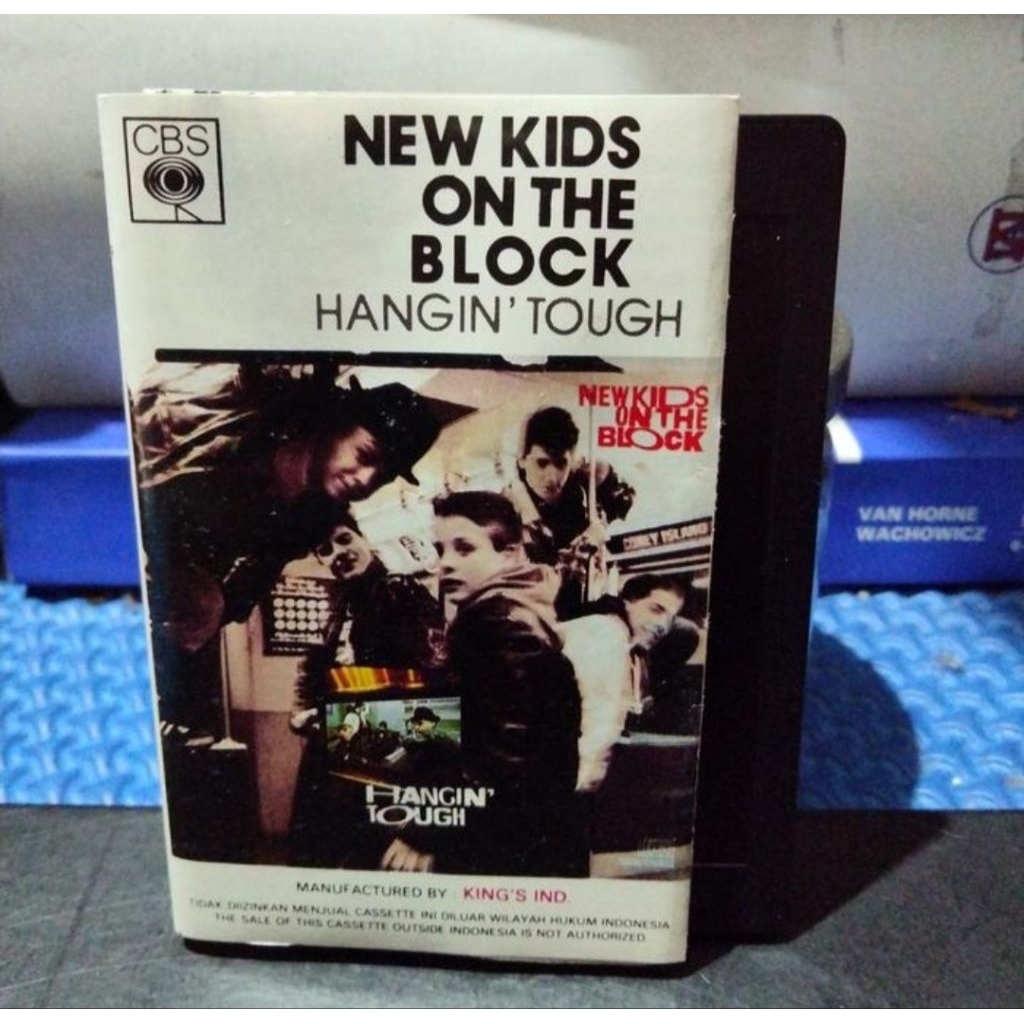 CBS
NEW KIDS
ON THE
BLOCK
HANGIN' TOUGH
NEW KIDS
ON THE
BLOCK
CONEY ISLAND
HANGIN'
TOUGH
MANUFACTURED BY : KING'S IND.
TIDAK DIIZINKAN MENJUAL CASSETTE INI DILUAR WILAYAH HUKUM INDONESIA
THE SALE OF THIS CASSETTE OUTSIDE INDONESIA IS NOT AUTHORIZED
VAN HORNE
WACHOWICZ